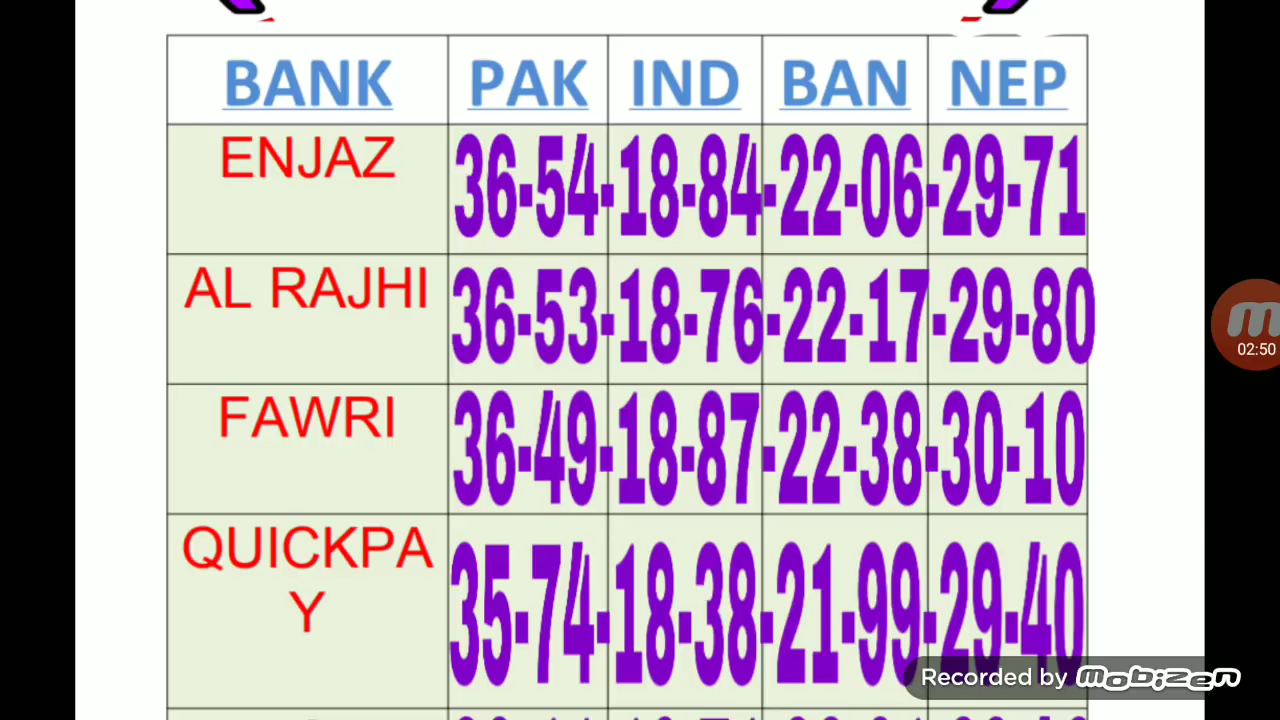 BANK PAK IND BAN NEP
ENJAZ 36-54-18-84-22-06-29-71
AL RAJHI 36-53-18-76-22-17-29-80
FAWRI 36-49-18-87-22-38-30-10
QUICKPA
Y 35-74-18-38-21-99-29-40
02:50
Recorded by mobizen